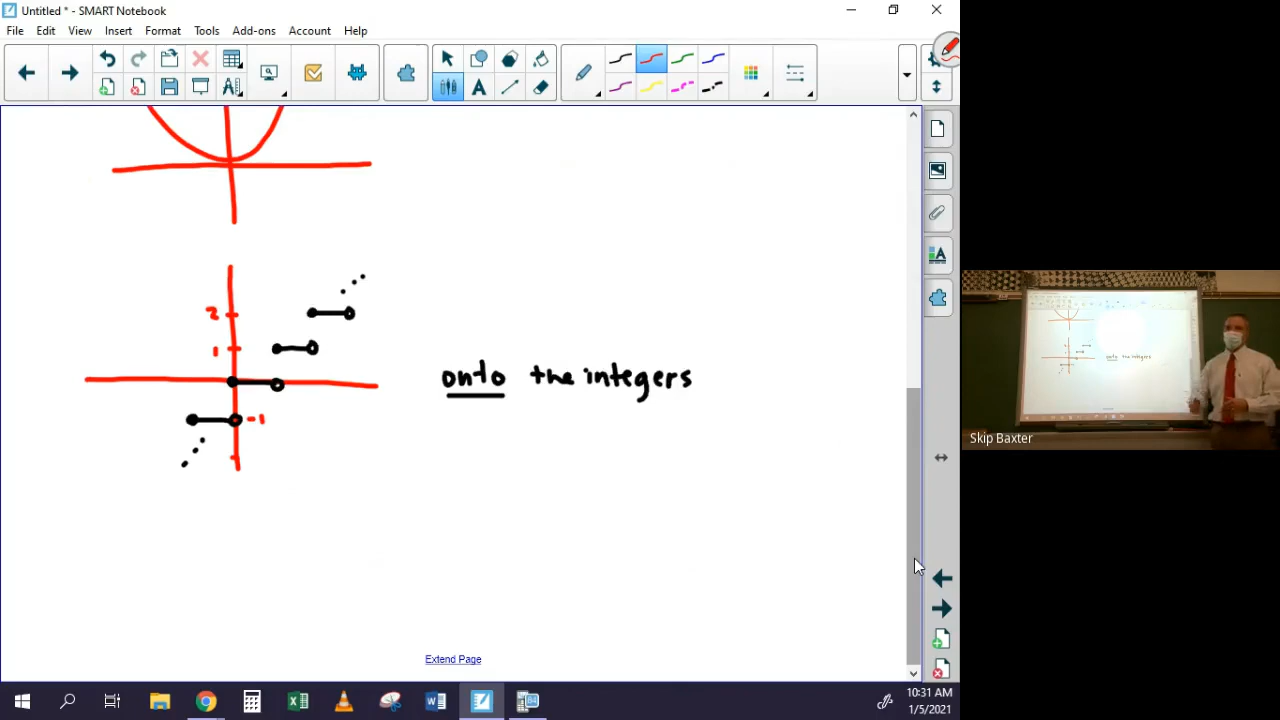 Untitled * - SMART Notebook
File Edit View Insert Format Tools Add-ons Account Help
2
1
-1
onto the integers
Extend Page
Skip Baxter
10:31 AM
1/5/2021